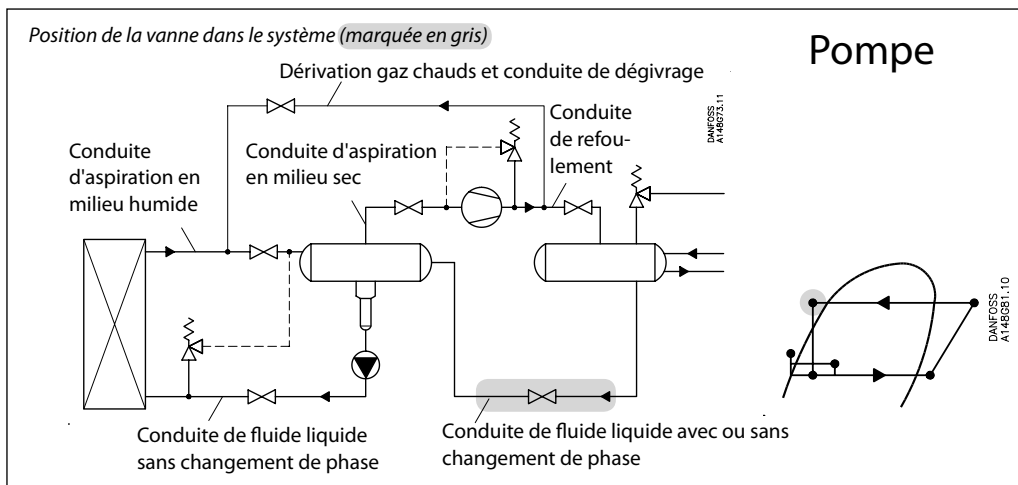 Position de la vanne dans le système (marquée en gris)
Pompe
Dérivation gaz chauds et conduite de dégivrage
DANFOSS
A148G73.11
Conduite
de refou-
lement
Conduite
d'aspiration en
milieu humide
Conduite d'aspiration
en milieu sec
DANFOSS
A148G81.10
Conduite de fluide liquide
sans changement de phase
Conduite de fluide liquide avec ou sans
changement de phase